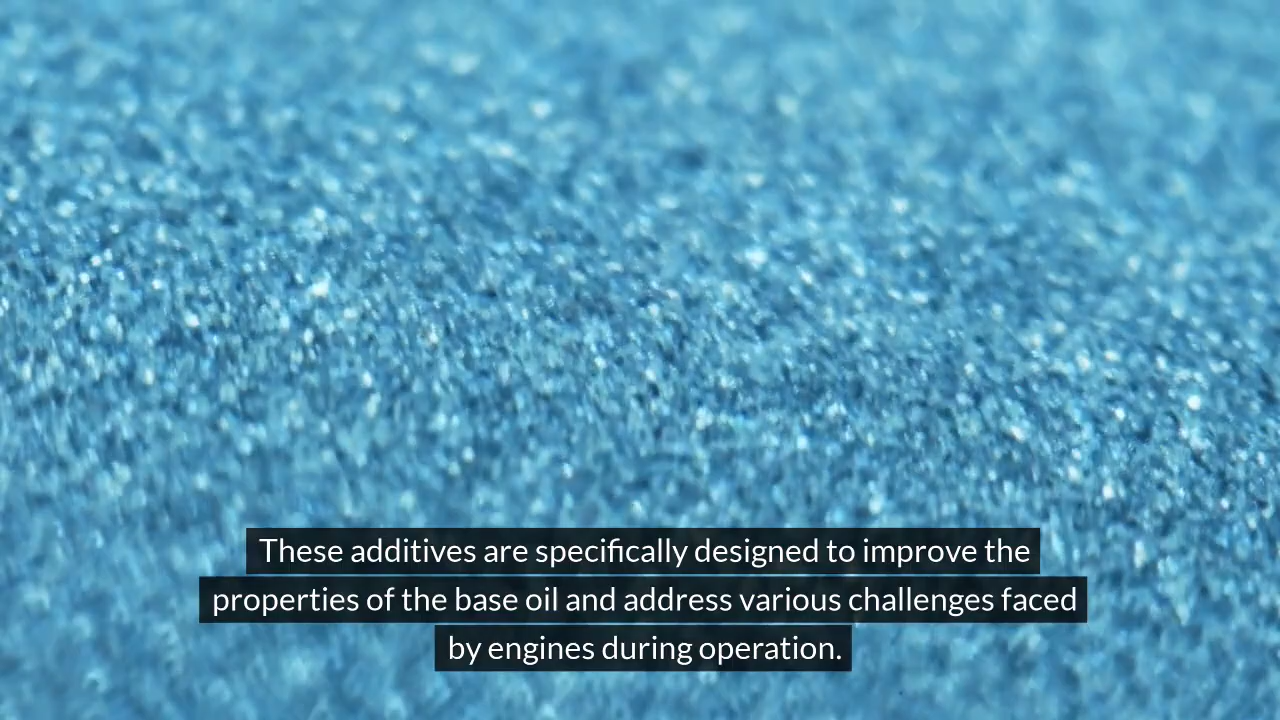 These additives are specifically designed to improve the
properties of the base oil and address various challenges faced
by engines during operation.